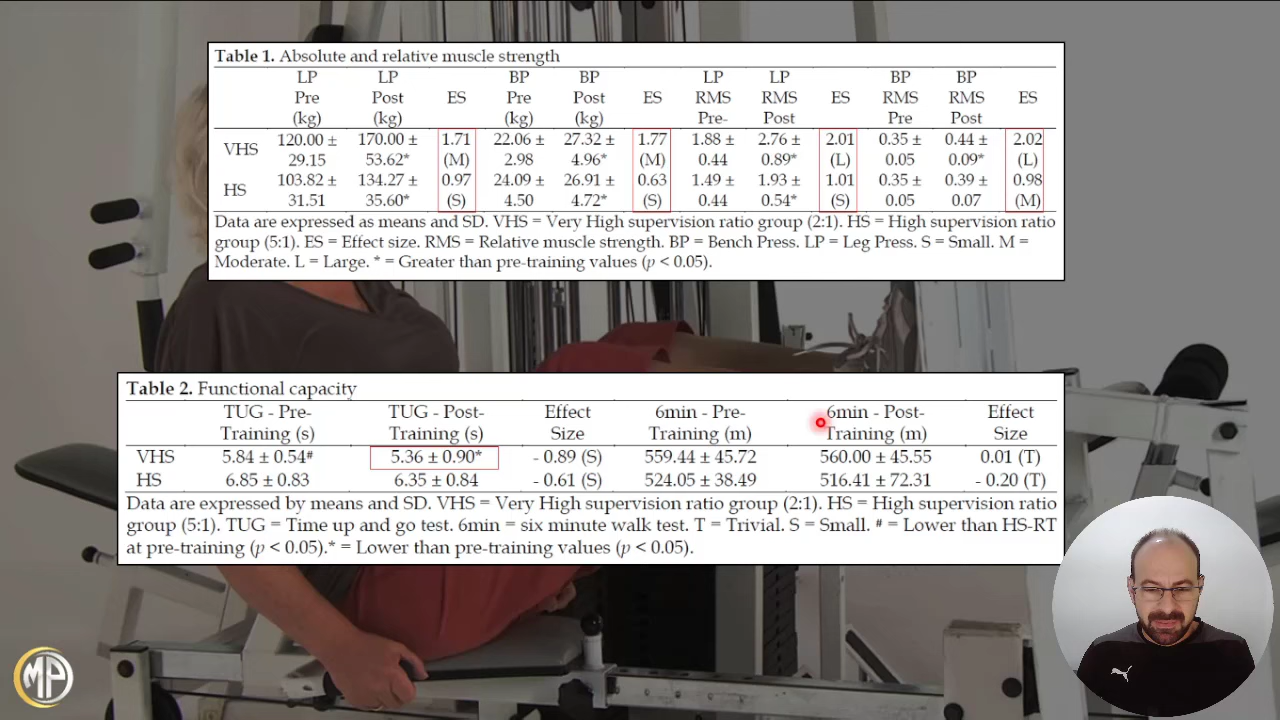 Table 1. Absolute and relative muscle strength
LP Pre (kg) LP Post (kg) ES BP Pre (kg) BP Post (kg) ES LP RMS Pre- LP RMS Post ES BP RMS Pre BP RMS Post ES
VHS 120.00 ± 29.15 170.00 ± 53.62* 1.71 (M) 22.06 ± 2.98 27.32 ± 4.96* 1.77 (M) 1.88 ± 0.44 2.76 ± 0.89* 2.01 (L) 0.35 ± 0.05 0.44 ± 0.09* 2.02 (L)
HS 103.82 ± 31.51 134.27 ± 35.60* 0.97 (S) 24.09 ± 4.50 26.91 ± 4.72* 0.63 (S) 1.49 ± 0.44 1.93 ± 0.54* 1.01 (S) 0.35 ± 0.05 0.39 ± 0.07 0.98 (M)
Data are expressed as means and SD. VHS = Very High supervision ratio group (2:1). HS = High supervision ratio
group (5:1). ES = Effect size. RMS = Relative muscle strength. BP = Bench Press. LP = Leg Press. S = Small. M =
Moderate. L = Large. * = Greater than pre-training values (p < 0.05).
Table 2. Functional capacity
TUG - Pre-Training (s) TUG - Post-Training (s) Effect Size 6min - Pre-Training (m) 6min - Post-Training (m) Effect Size
VHS 5.84 ± 0.54# 5.36 ± 0.90* - 0.89 (S) 559.44 ± 45.72 560.00 ± 45.55 0.01 (T)
HS 6.85 ± 0.83 6.35 ± 0.84 - 0.61 (S) 524.05 ± 38.49 516.41 ± 72.31 - 0.20 (T)
Data are expressed by means and SD. VHS = Very High supervision ratio group (2:1). HS = High supervision ratio
group (5:1). TUG = Time up and go test. 6min = six minute walk test. T = Trivial. S = Small. # = Lower than HS-RT
at pre-training (p < 0.05).* = Lower than pre-training values (p < 0.05).
MP